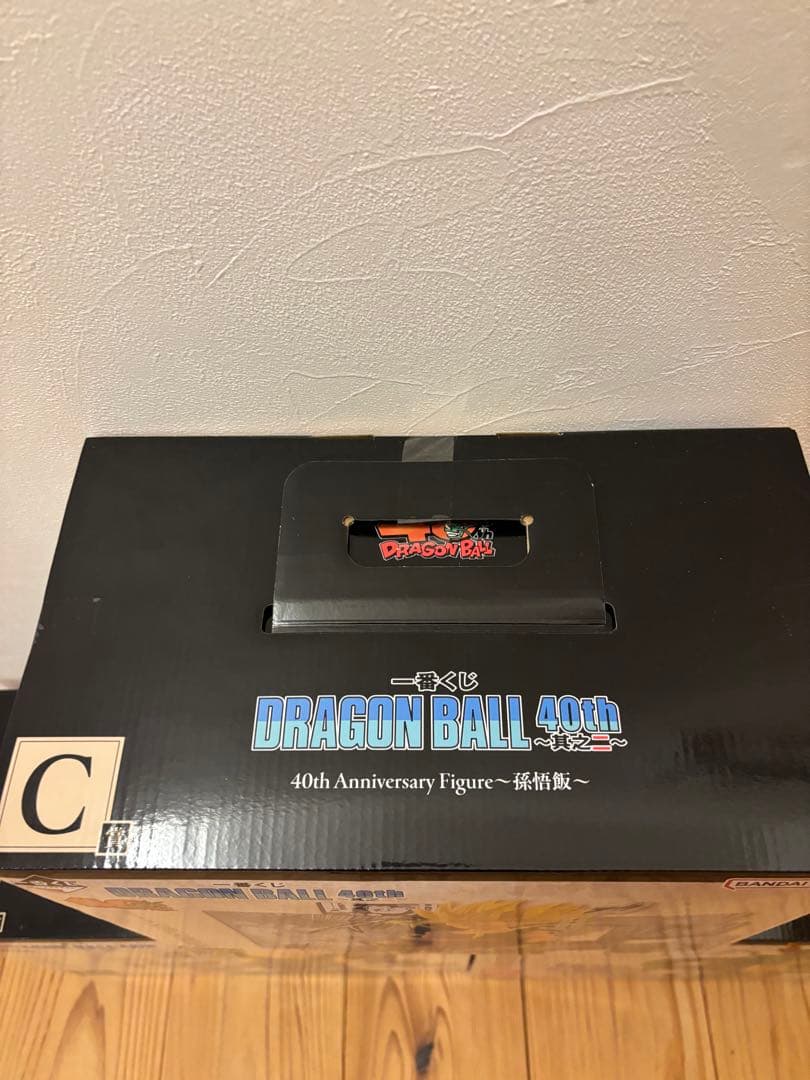 40th
DRAGON BALL
一番くじ
DRAGON BALL 40th
～其之二～
40th Anniversary Figure～孫悟飯～
C
賞
一番くじ
DRAGON BALL 40th
BANDAI